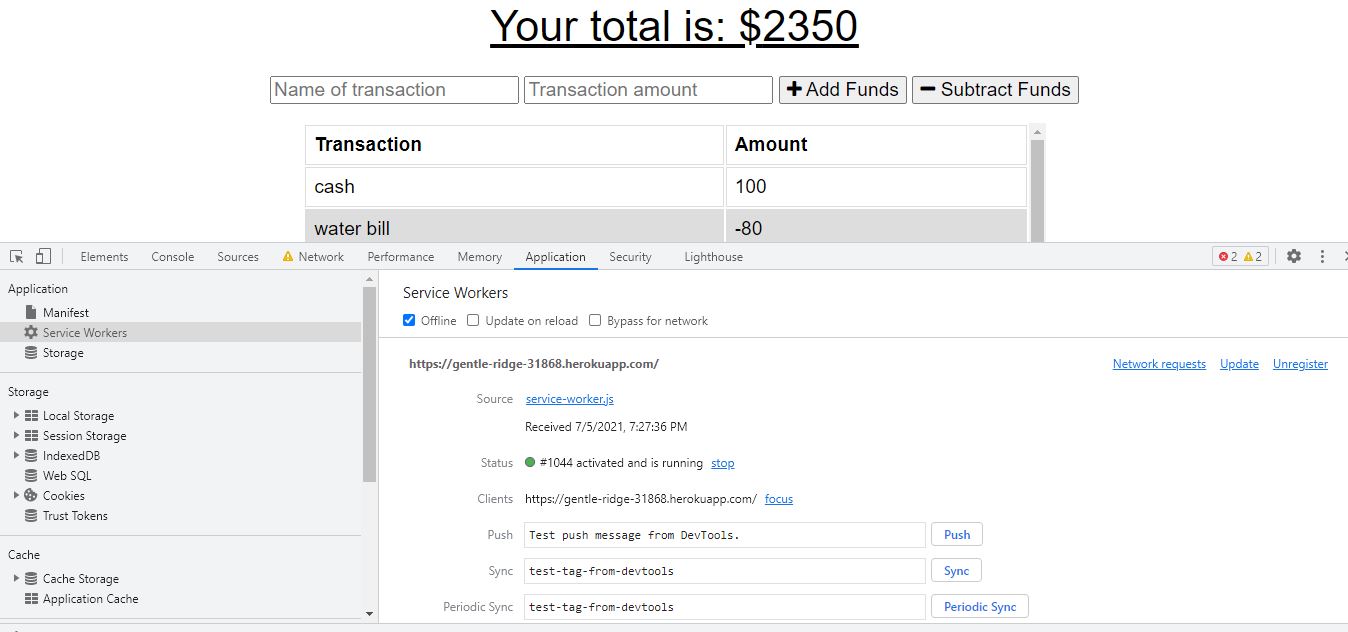 Your total is: $2350
Name of transaction Transaction amount Add Funds Subtract Funds
Transaction Amount
cash 100
water bill -80
Elements Console Sources Network Performance Memory Application Security Lighthouse 2 2
Application
Manifest
Service Workers
Storage
Storage
Local Storage
Session Storage
IndexedDB
Web SQL
Cookies
Trust Tokens
Cache
Cache Storage
Application Cache
Service Workers
Offline Update on reload Bypass for network
https://gentle-ridge-31868.herokuapp.com/ Network requests Update Unregister
Source service-worker.js
Received 7/5/2021, 7:27:36 PM
Status #1044 activated and is running stop
Clients https://gentle-ridge-31868.herokuapp.com/ focus
Push Test push message from DevTools. Push
Sync test-tag-from-devtools Sync
Periodic Sync test-tag-from-devtools Periodic Sync